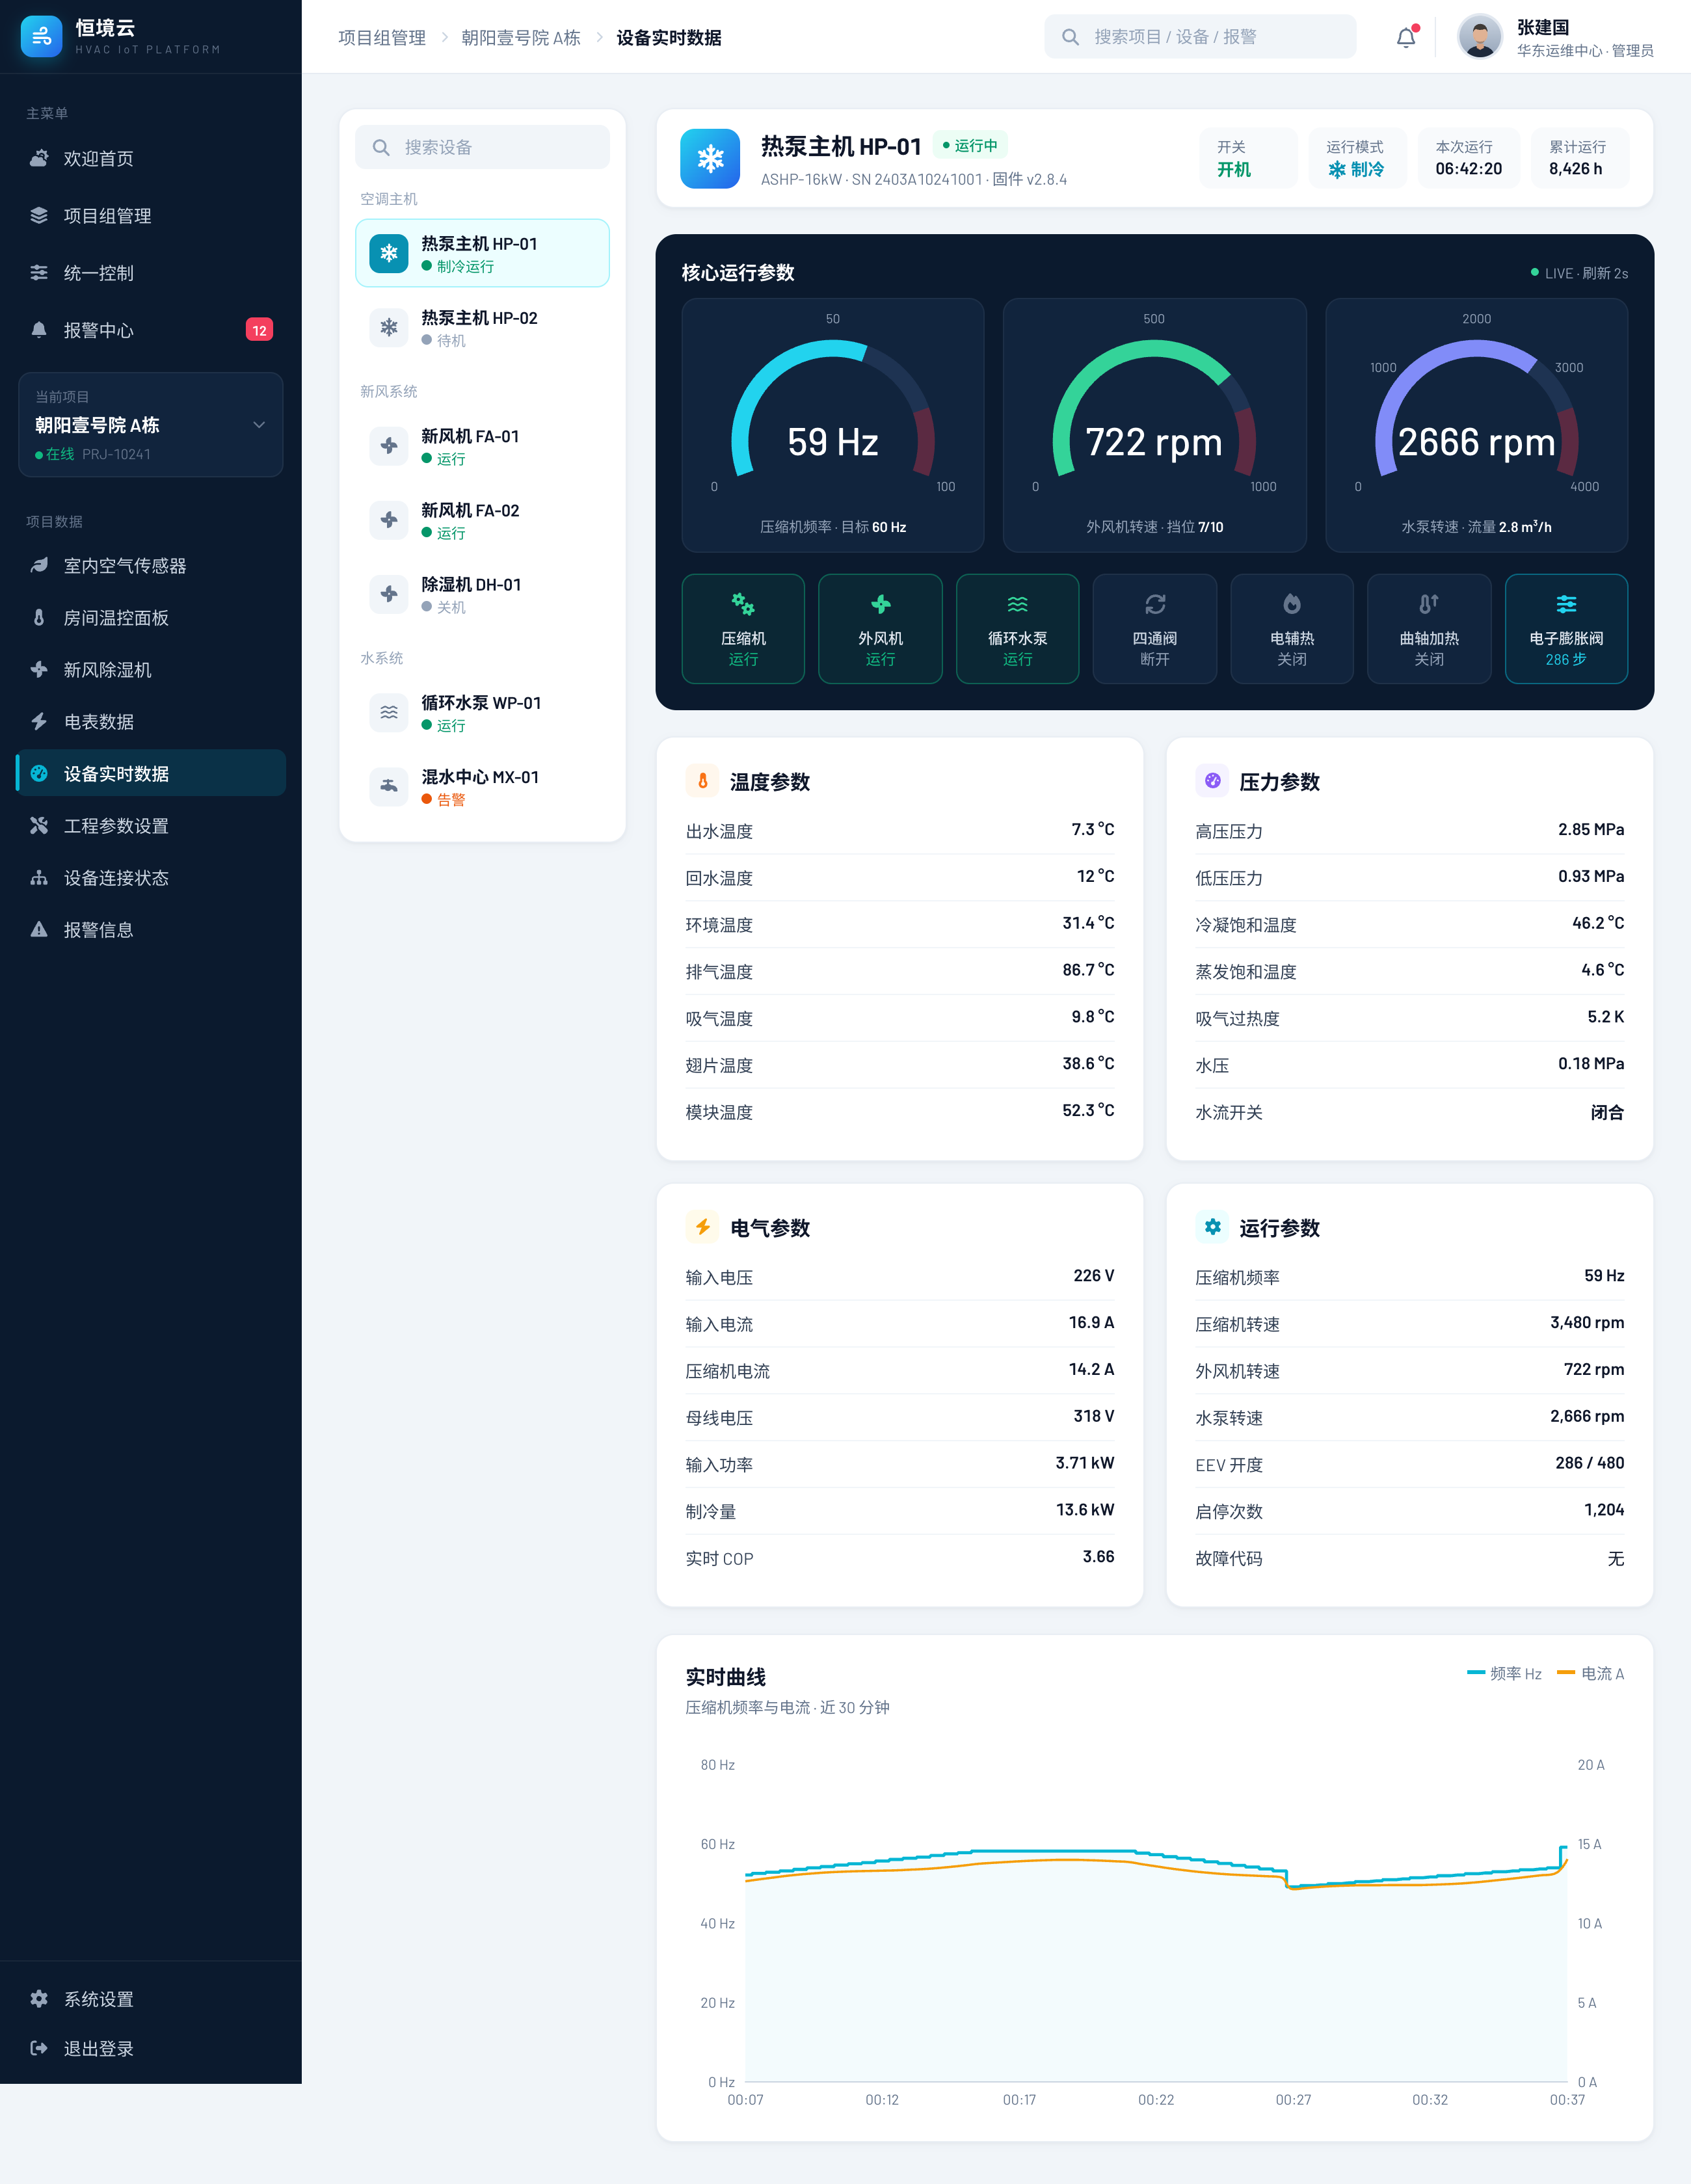 恒境云
HVAC IoT PLATFORM
主菜单
欢迎首页
项目组管理
统一控制
报警中心 12
当前项目
朝阳壹号院 A栋
在线 PRJ-10241
项目数据
室内空气传感器
房间温控面板
新风除湿机
电表数据
设备实时数据
工程参数设置
设备连接状态
报警信息
系统设置
退出登录
项目组管理 > 朝阳壹号院 A栋 > 设备实时数据
搜索项目 / 设备 / 报警
张建国
华东运维中心 · 管理员
搜索设备
空调主机
热泵主机 HP-01
制冷运行
热泵主机 HP-02
待机
新风系统
新风机 FA-01
运行
新风机 FA-02
运行
除湿机 DH-01
关机
水系统
循环水泵 WP-01
运行
混水中心 MX-01
告警
热泵主机 HP-01 运行中
ASHP-16kW · SN 2403A10241001 · 固件 v2.8.4
开关
开机
运行模式
制冷
本次运行
06:42:20
累计运行
8,426 h
核心运行参数
LIVE · 刷新 2s
50
59 Hz
0 100
压缩机频率 · 目标 60 Hz
500
722 rpm
0 1000
外风机转速 · 挡位 7/10
2000
1000 3000
2666 rpm
0 4000
水泵转速 · 流量 2.8 m³/h
压缩机
运行
外风机
运行
循环水泵
运行
四通阀
断开
电辅热
关闭
曲轴加热
关闭
电子膨胀阀
286 步
温度参数
出水温度 7.3 °C
回水温度 12 °C
环境温度 31.4 °C
排气温度 86.7 °C
吸气温度 9.8 °C
翅片温度 38.6 °C
模块温度 52.3 °C
压力参数
高压压力 2.85 MPa
低压压力 0.93 MPa
冷凝饱和温度 46.2 °C
蒸发饱和温度 4.6 °C
吸气过热度 5.2 K
水压 0.18 MPa
水流开关 闭合
电气参数
输入电压 226 V
输入电流 16.9 A
压缩机电流 14.2 A
母线电压 318 V
输入功率 3.71 kW
制冷量 13.6 kW
实时 COP 3.66
运行参数
压缩机频率 59 Hz
压缩机转速 3,480 rpm
外风机转速 722 rpm
水泵转速 2,666 rpm
EEV 开度 286 / 480
启停次数 1,204
故障代码 无
实时曲线
压缩机频率与电流 · 近 30 分钟
频率 Hz 电流 A
80 Hz 20 A
60 Hz 15 A
40 Hz 10 A
20 Hz 5 A
0 Hz 0 A
00:07 00:12 00:17 00:22 00:27 00:32 00:37